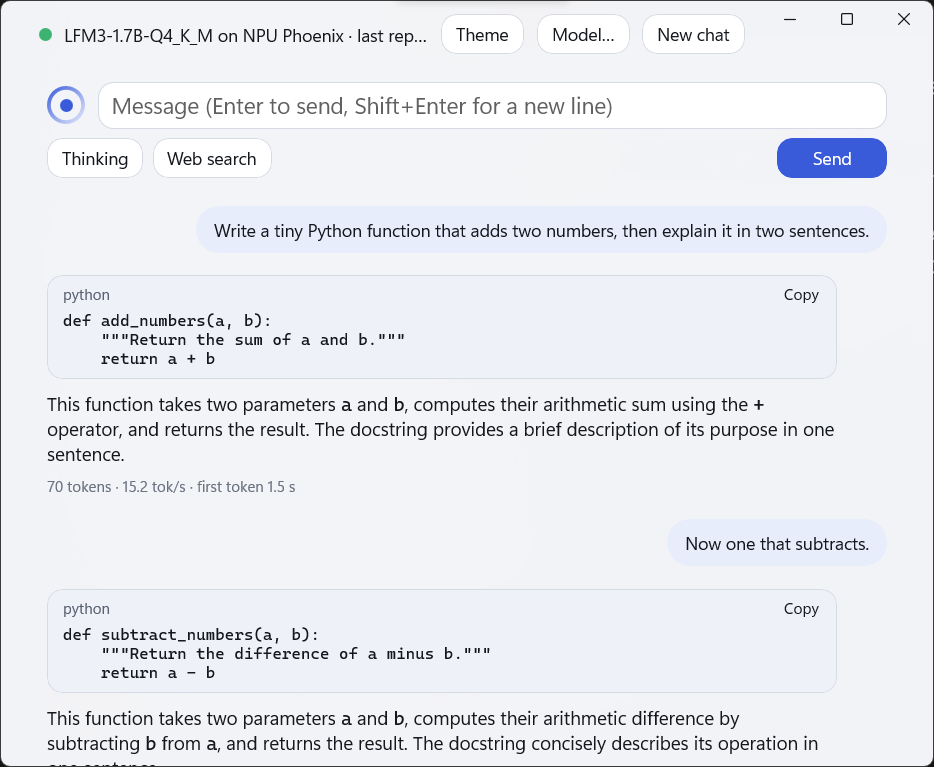 LFM3-1.7B-Q4_K_M on NPU Phoenix · last rep...
Theme
Model...
New chat
Message (Enter to send, Shift+Enter for a new line)
Thinking
Web search
Send
Write a tiny Python function that adds two numbers, then explain it in two sentences.
python
Copy
def add_numbers(a, b):
    """Return the sum of a and b."""
    return a + b
This function takes two parameters a and b, computes their arithmetic sum using the +
operator, and returns the result. The docstring provides a brief description of its purpose in one
sentence.
70 tokens · 15.2 tok/s · first token 1.5 s
Now one that subtracts.
python
Copy
def subtract_numbers(a, b):
    """Return the difference of a minus b."""
    return a - b
This function takes two parameters a and b, computes their arithmetic difference by
subtracting b from a, and returns the result. The docstring concisely describes its operation in